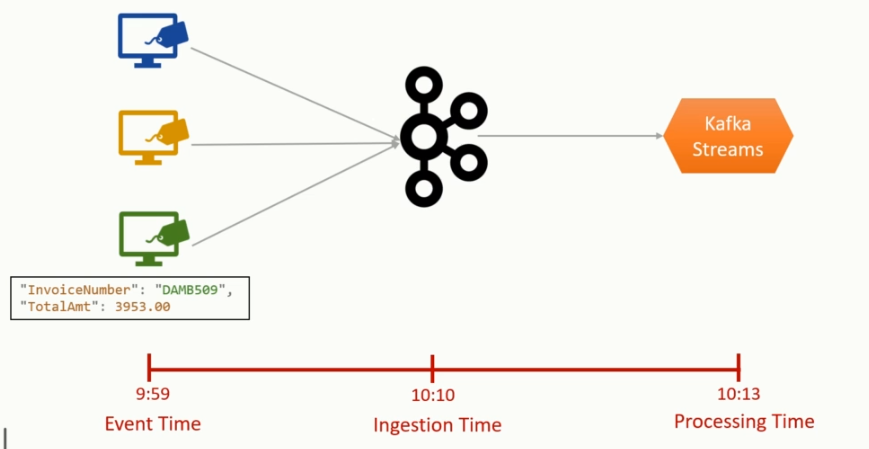 Kafka
Streams
"InvoiceNumber": "DAMB509",
"TotalAmt": 3953.00
9:59
10:10
10:13
Event Time
Ingestion Time
Processing Time